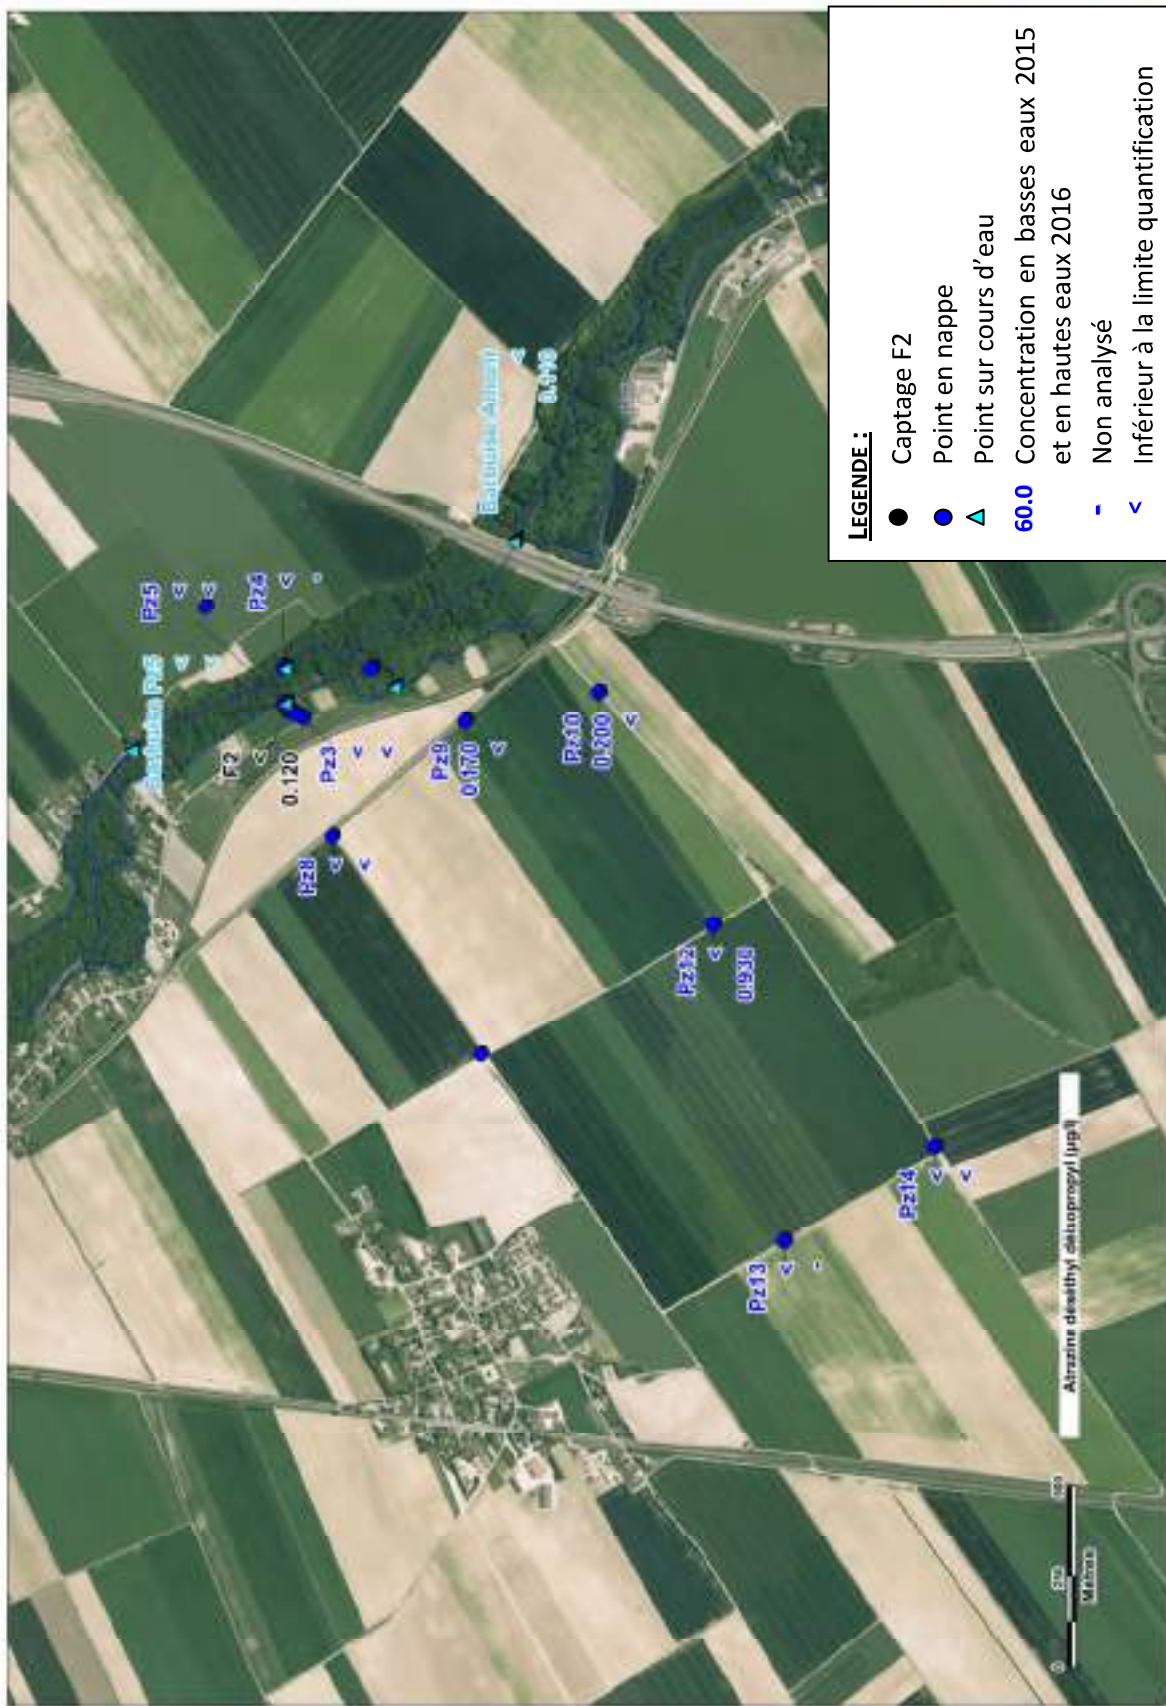 LEGENDE :
Captage F2
Point en nappe
Point sur cours d'eau
60.0 Concentration en basses eaux 2015
et en hautes eaux 2016
- Non analysé
< Inférieur à la limite quantification
Pz5
<
<
Pz4
<
-
<
<
F2
<
0.120
Pz3
<
<
Pz8
<
<
Pz9
0.170
<
Pz10
0.200
<
<
Pz12
<
0.930
Pz13
<
-
Pz14
<
<
Atrazine déséthyl déisopropyl (µg/l)
0
Mètres